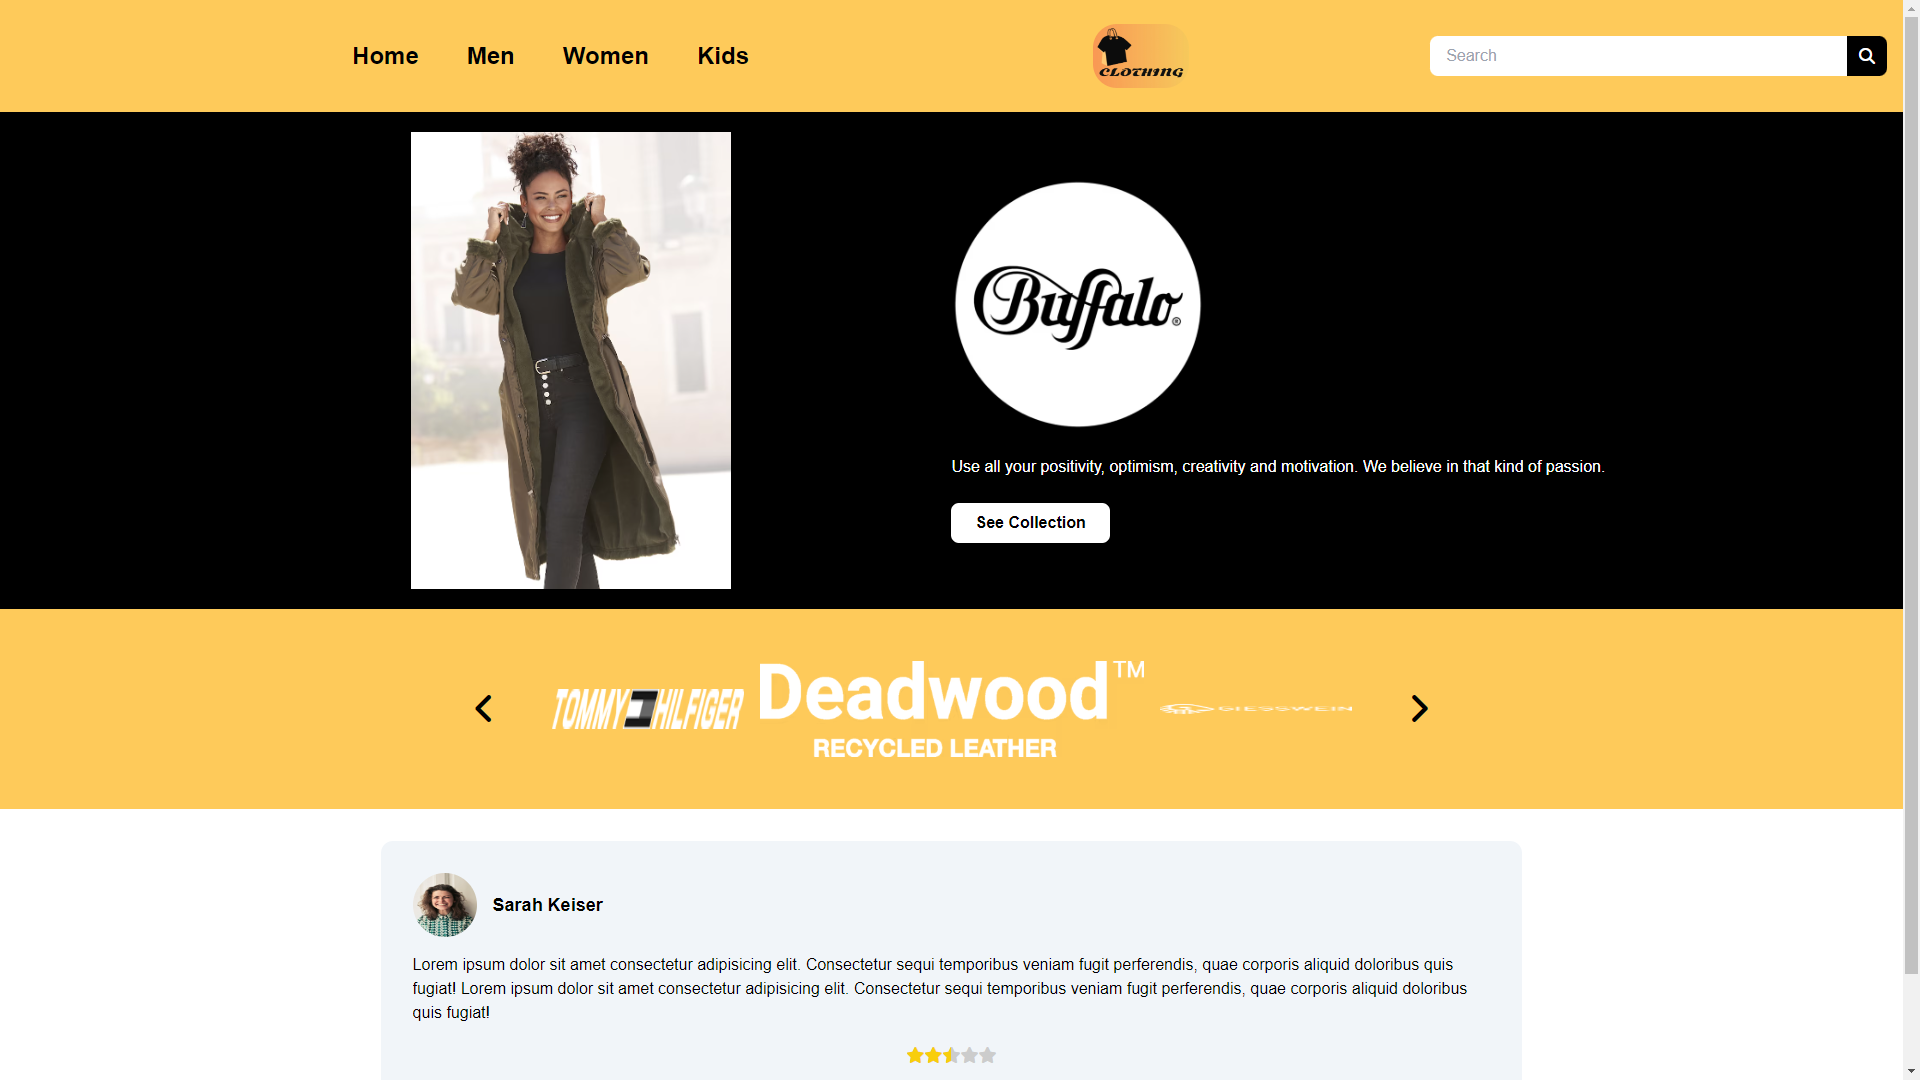 Home
Men
Women
Kids
CLOTHING
Search
Buffalo®
Use all your positivity, optimism, creativity and motivation. We believe in that kind of passion.
See Collection
TOMMY HILFIGER
Deadwood™
RECYCLED LEATHER
GIESSWEIN
Sarah Keiser
Lorem ipsum dolor sit amet consectetur adipisicing elit. Consectetur sequi temporibus veniam fugit perferendis, quae corporis aliquid doloribus quis
fugiat! Lorem ipsum dolor sit amet consectetur adipisicing elit. Consectetur sequi temporibus veniam fugit perferendis, quae corporis aliquid doloribus
quis fugiat!